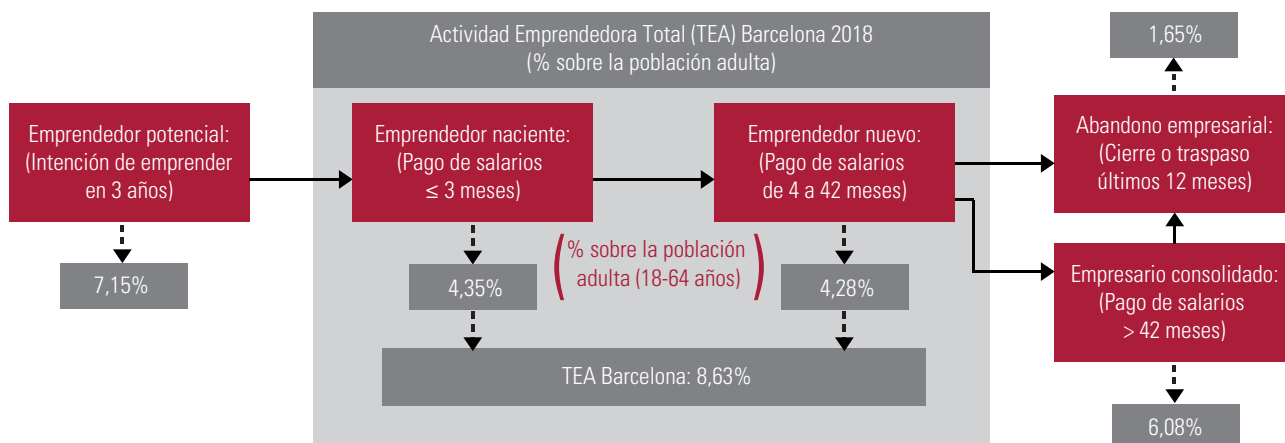 Actividad Emprendedora Total (TEA) Barcelona 2018
(% sobre la población adulta)
1,65%
Emprendedor potencial:
(Intención de emprender
en 3 años)
Emprendedor naciente:
(Pago de salarios
≤ 3 meses)
Emprendedor nuevo:
(Pago de salarios
de 4 a 42 meses)
Abandono empresarial:
(Cierre o traspaso
últimos 12 meses)
7,15%
4,35%
(% sobre la población
adulta (18-64 años))
4,28%
Empresario consolidado:
(Pago de salarios
> 42 meses)
TEA Barcelona: 8,63%
6,08%